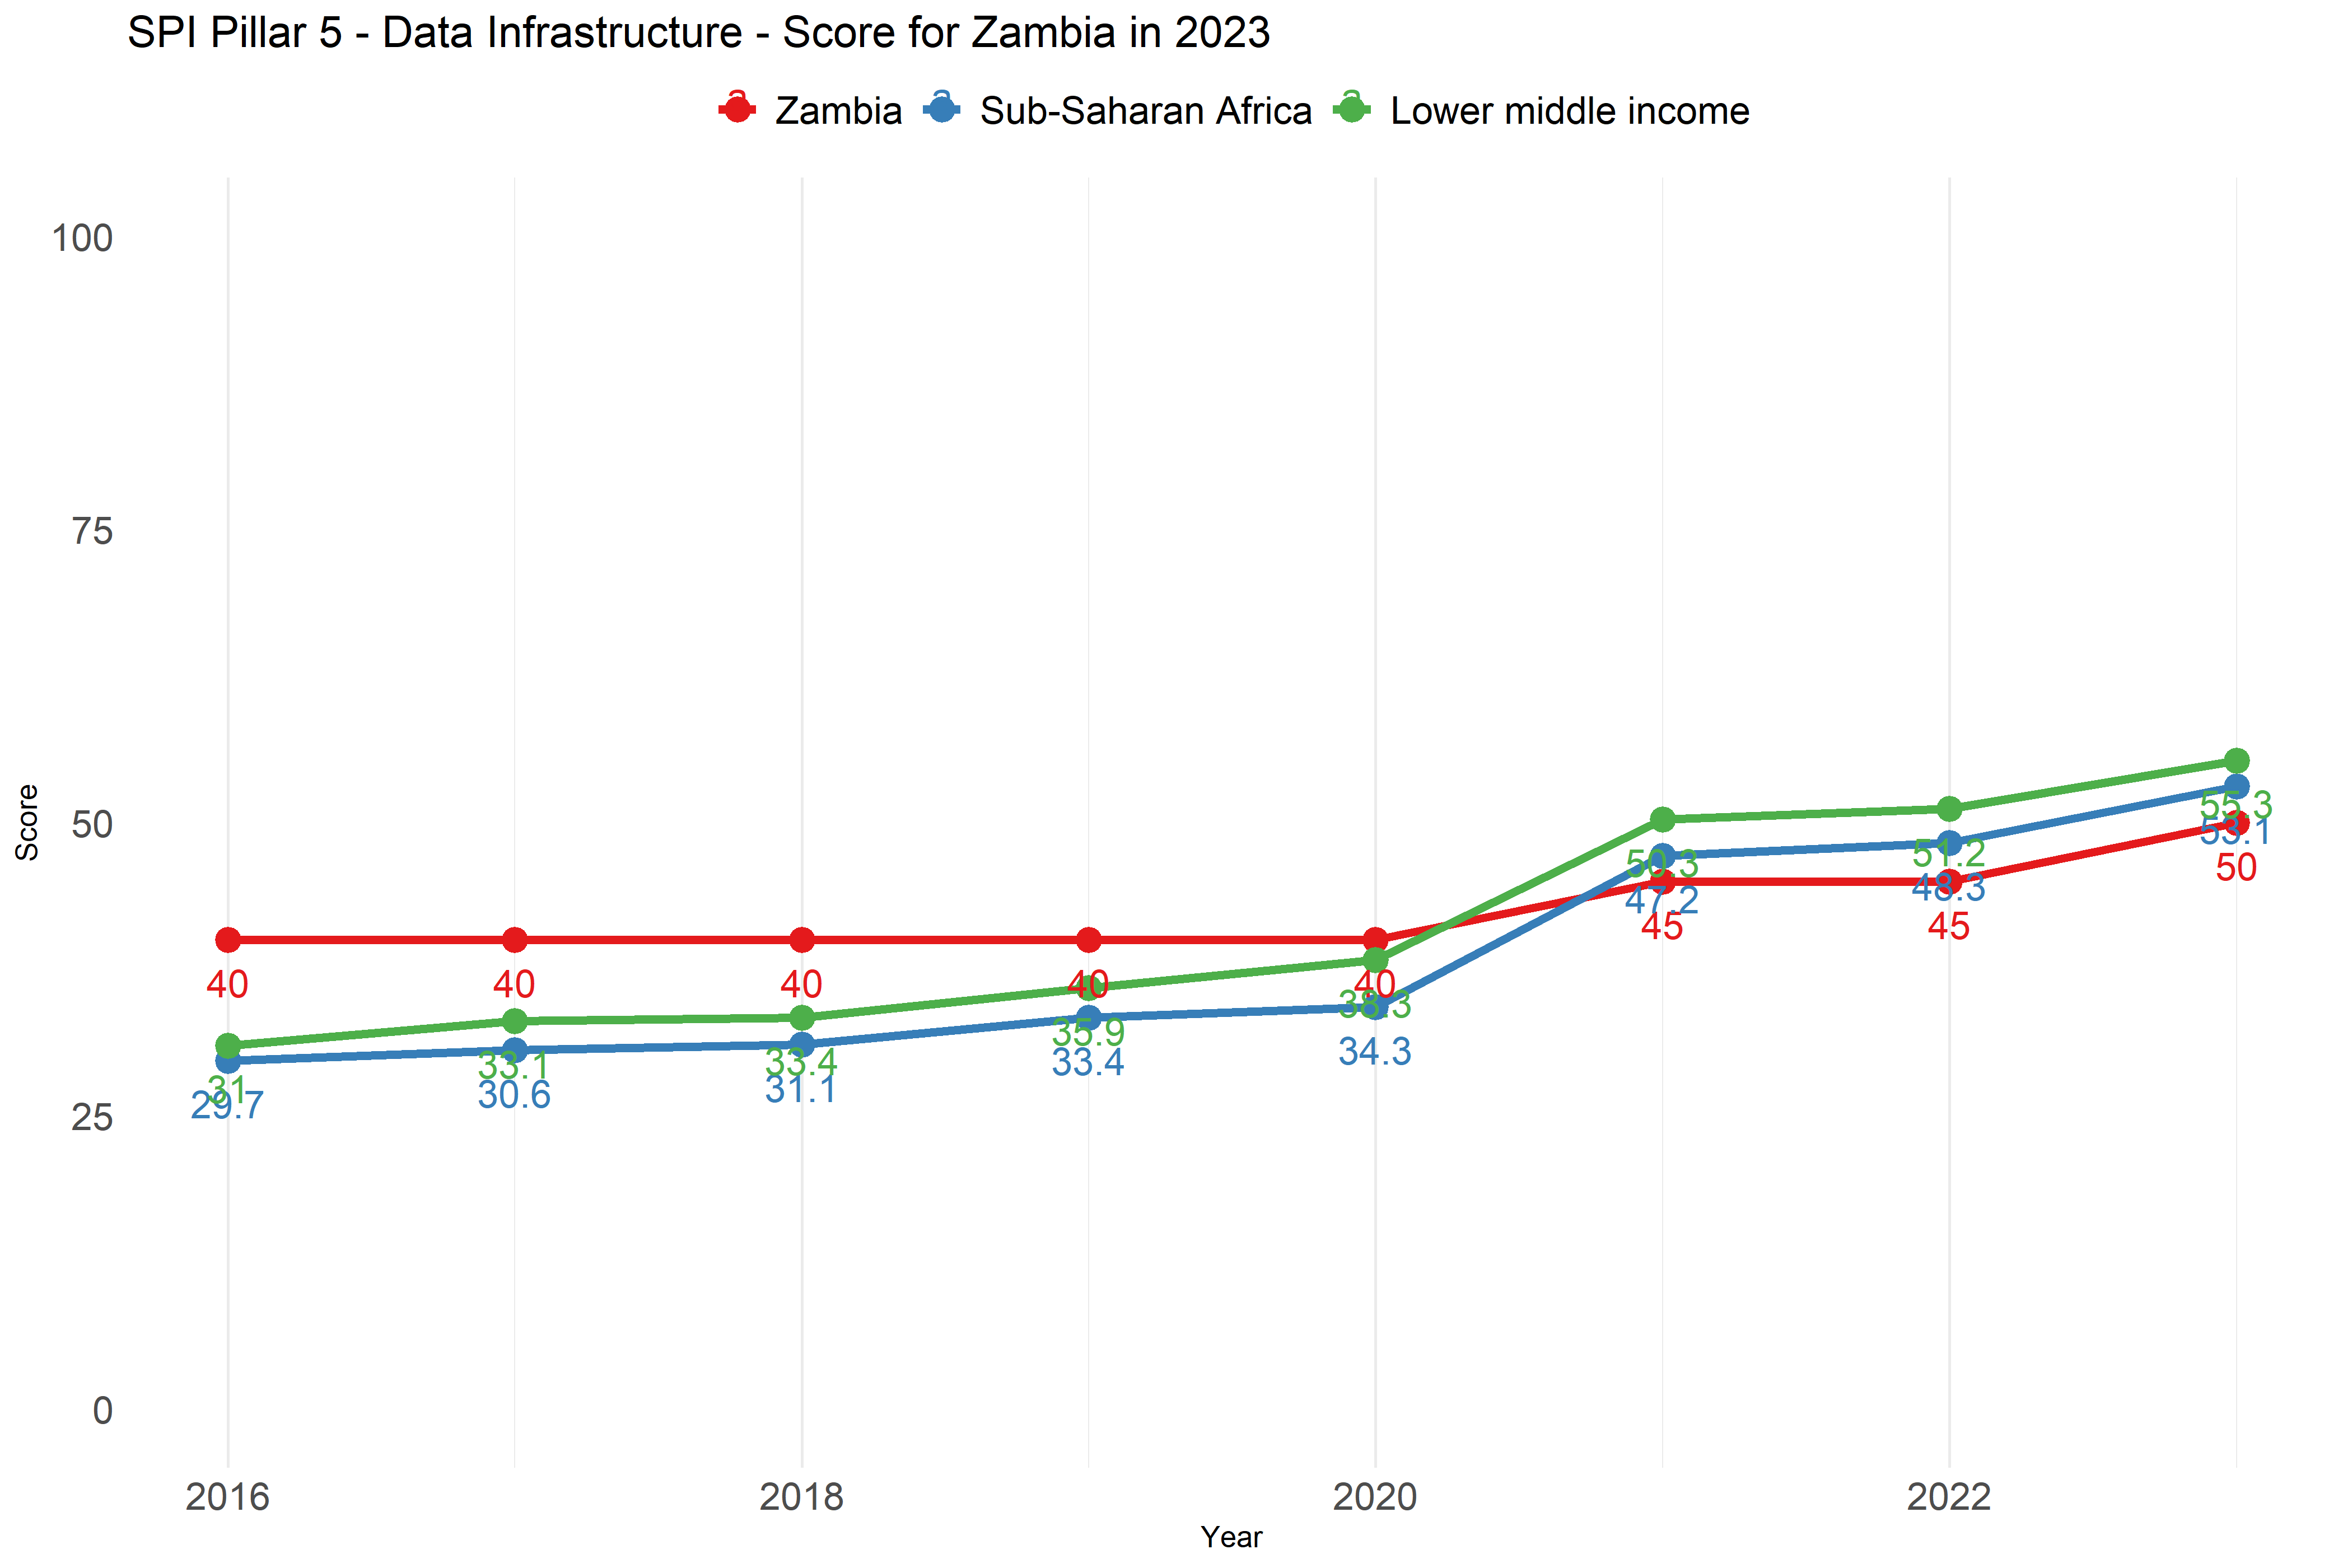 SPI Pillar 5 - Data Infrastructure - Score for Zambia in 2023
Zambia Sub-Saharan Africa Lower middle income
100
75
50
25
0
Score
40 40 40 40 40 45 45 50
31 33.1 33.4 35.9 38.3 50.3 51.2 55.3
29.7 30.6 31.1 33.4 34.3 47.2 48.3 53.1
2016 2018 2020 2022
Year